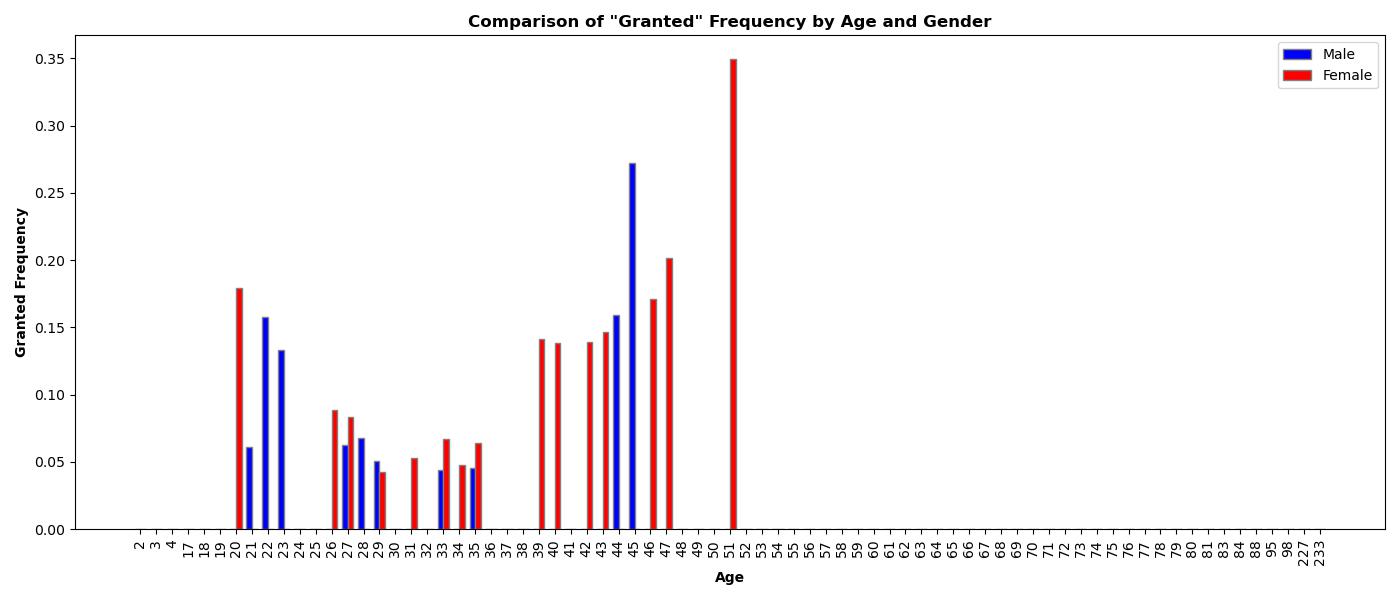 Comparison of "Granted" Frequency by Age and Gender
Male
Female
Granted Frequency
0.35
0.30
0.25
0.20
0.15
0.10
0.05
0.00
2 3 4 17 18 19 20 21 22 23 24 25 26 27 28 29 30 31 32 33 34 35 36 37 38 39 40 41 42 43 44 45 46 47 48 49 50 51 52 53 54 55 56 57 58 59 60 61 62 63 64 65 66 67 68 69 70 71 72 73 74 75 76 77 78 79 80 81 83 84 88 95 98 227 233
Age